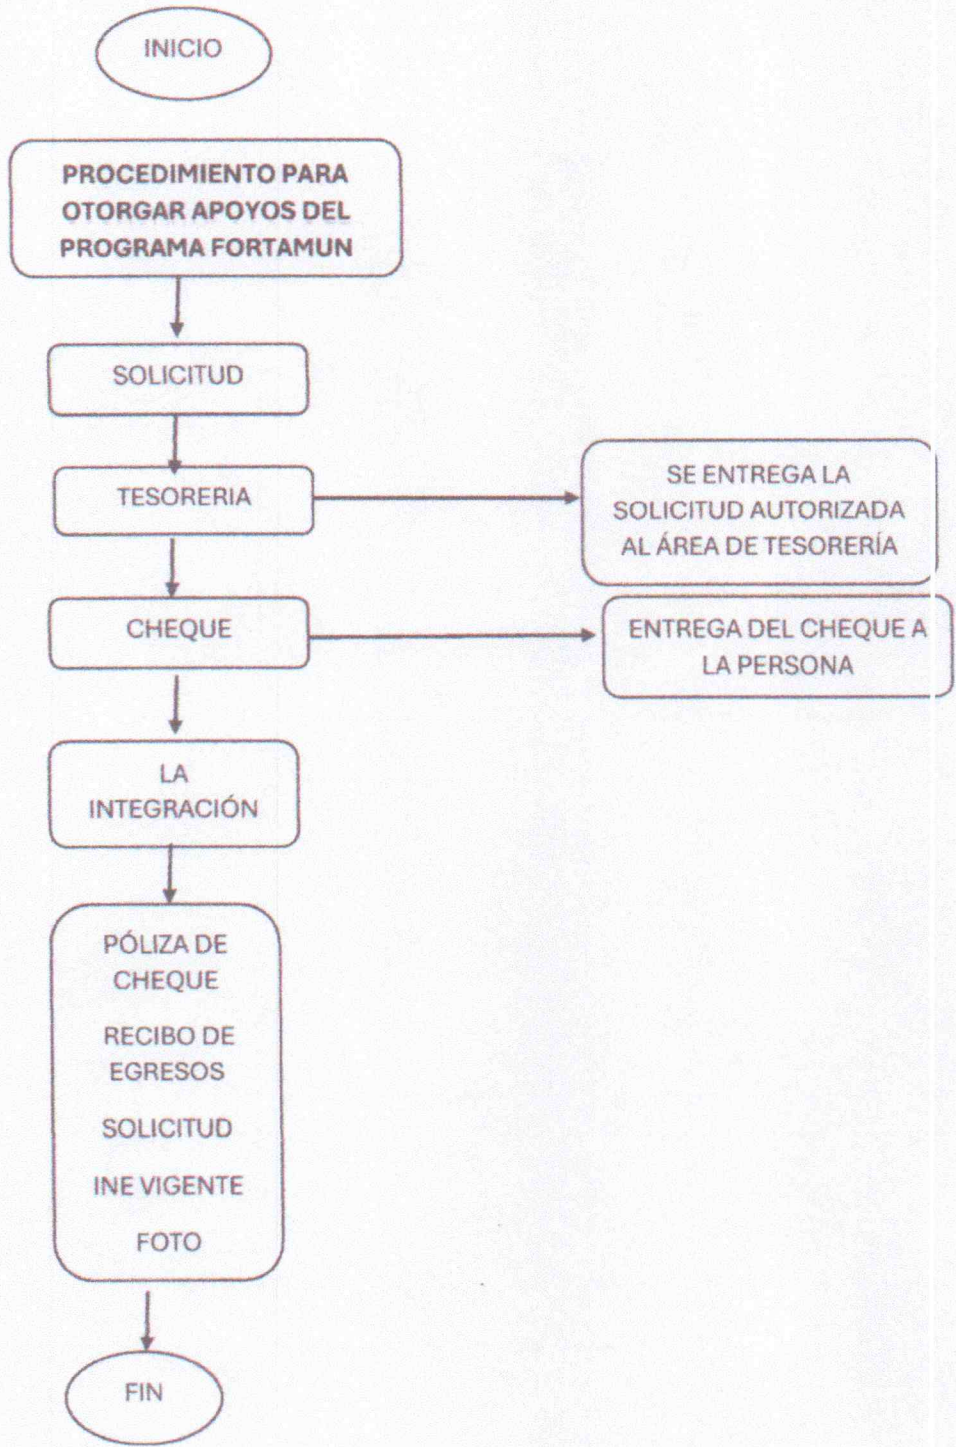 INICIO
PROCEDIMIENTO PARA
OTORGAR APOYOS DEL
PROGRAMA FORTAMUN
SOLICITUD
TESORERIA
SE ENTREGA LA
SOLICITUD AUTORIZADA
AL ÁREA DE TESORERÍA
CHEQUE
ENTREGA DEL CHEQUE A
LA PERSONA
LA
INTEGRACIÓN
PÓLIZA DE
CHEQUE
RECIBO DE
EGRESOS
SOLICITUD
INE VIGENTE
FOTO
FIN